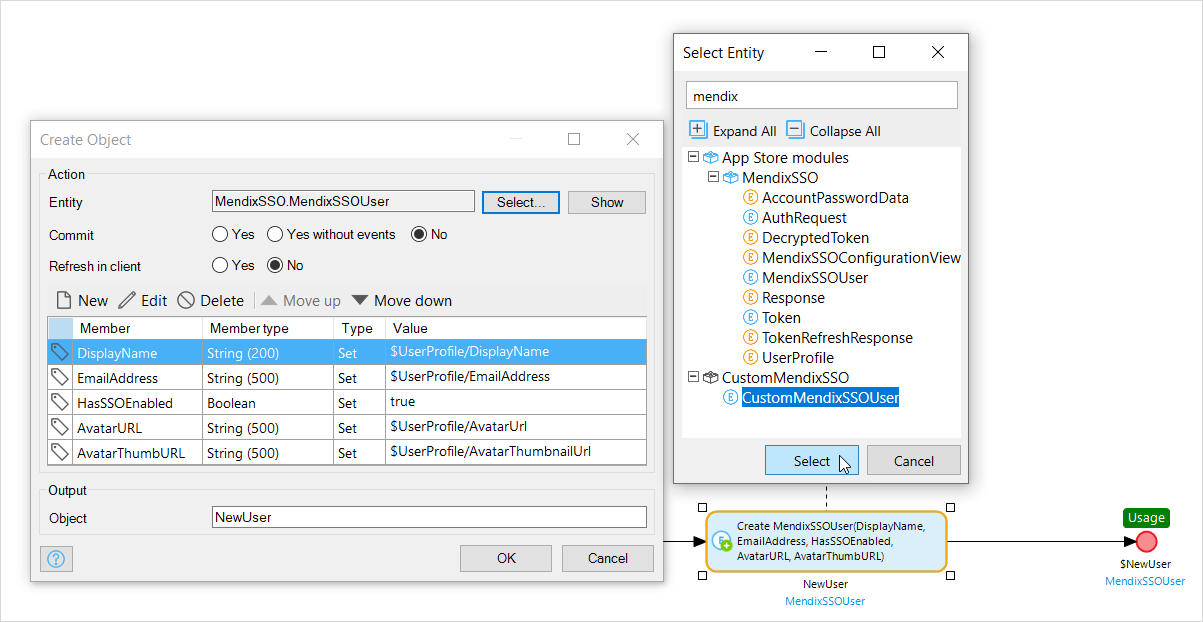 Create Object
Action
Entity
MendixSSO.MendixSSOUser
Select...
Show
Commit
Yes
Yes without events
No
Refresh in client
Yes
No
New
Edit
Delete
Move up
Move down
Member Member type Type Value
DisplayName String (200) Set $UserProfile/DisplayName
EmailAddress String (500) Set $UserProfile/EmailAddress
HasSSOEnabled Boolean Set true
AvatarURL String (500) Set $UserProfile/AvatarUrl
AvatarThumbURL String (500) Set $UserProfile/AvatarThumbnailUrl
Output
Object
NewUser
?
OK
Cancel
Select Entity
mendix
Expand All
Collapse All
App Store modules
MendixSSO
E AccountPasswordData
E AuthRequest
E DecryptedToken
E MendixSSOConfigurationView
E MendixSSOUser
E Response
E Token
E TokenRefreshResponse
E UserProfile
CustomMendixSSO
E CustomMendixSSOUser
Select
Cancel
E
Create MendixSSOUser(DisplayName,
EmailAddress, HasSSOEnabled,
AvatarURL, AvatarThumbURL)
NewUser
MendixSSOUser
Usage
$NewUser
MendixSSOUser